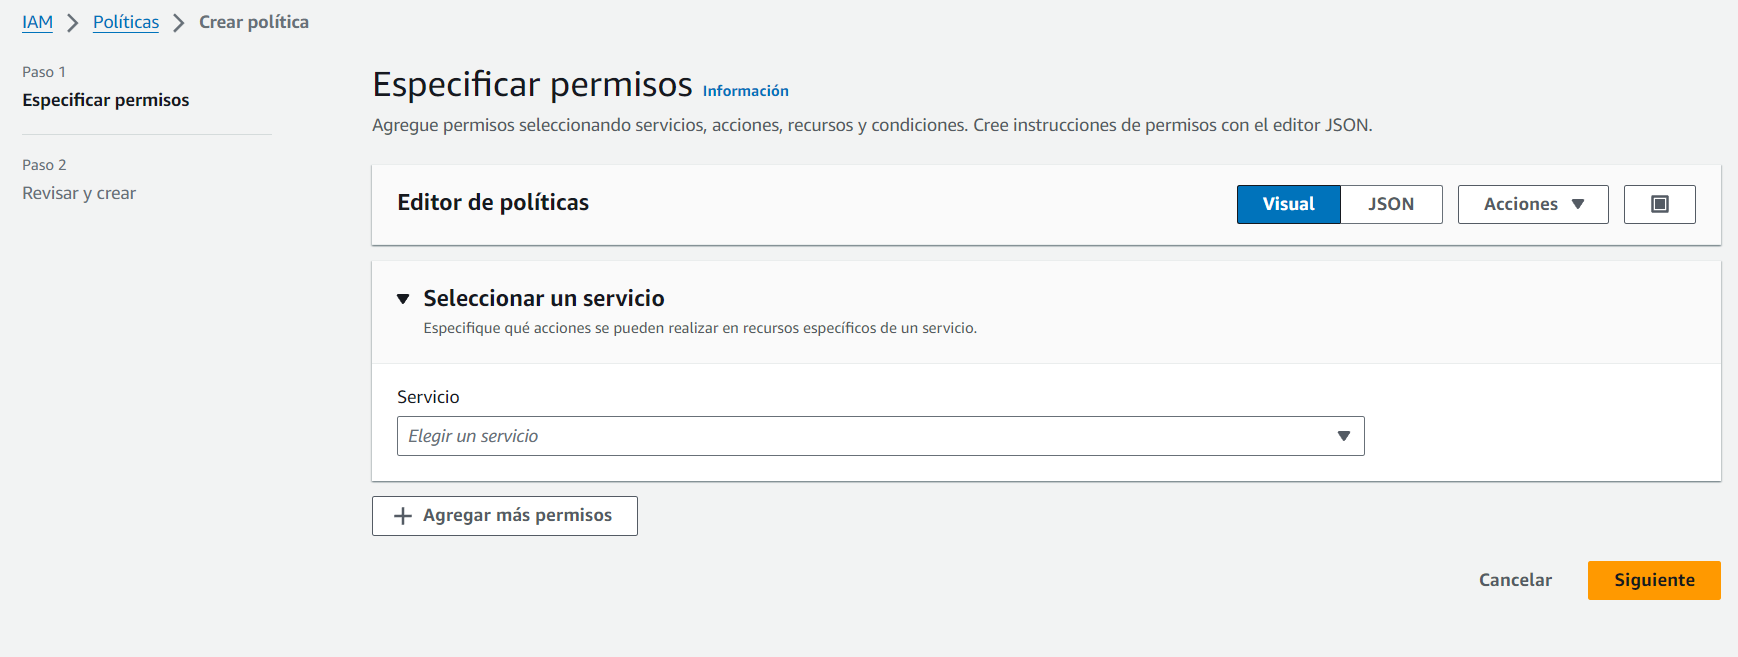 IAM > Políticas > Crear política
Paso 1
Especificar permisos
Paso 2
Revisar y crear
Especificar permisos Información
Agregue permisos seleccionando servicios, acciones, recursos y condiciones. Cree instrucciones de permisos con el editor JSON.
Editor de políticas
Visual JSON Acciones
Seleccionar un servicio
Especifique qué acciones se pueden realizar en recursos específicos de un servicio.
Servicio
Elegir un servicio
+ Agregar más permisos
Cancelar Siguiente